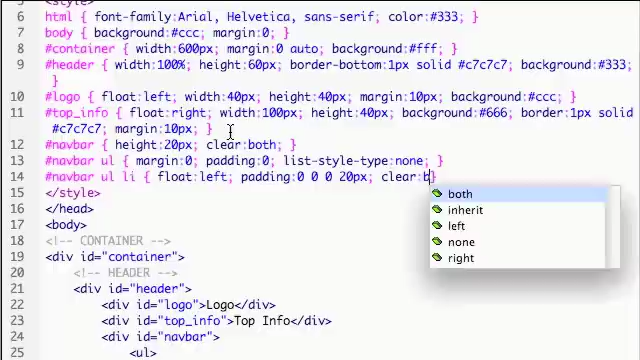 <style>
6 html { font-family:Arial, Helvetica, sans-serif; color:#333; }
7 body { background:#ccc; margin:0; }
8 #container { width:600px; margin:0 auto; background:#fff; }
9 #header { width:100%; height:60px; border-bottom:1px solid #c7c7c7; background:#333;
}
10 #logo { float:left; width:40px; height:40px; margin:10px; background:#ccc; }
11 #top_info { float:right; width:100px; height:40px; background:#666; border:1px solid
#c7c7c7; margin:10px; }
12 #navbar { height:20px; clear:both; }
13 #navbar ul { margin:0; padding:0; list-style-type:none; }
14 #navbar ul li { float:left; padding:0 0 0 20px; clear:b}
15 </style>
both
16 </head>
inherit
17 <body>
left
18 <!-- CONTAINER -->
none
19 <div id="container">
right
20 <!-- HEADER -->
21 <div id="header">
22 <div id="logo">Logo</div>
23 <div id="top_info">Top Info</div>
24 <div id="navbar">
25 <ul>